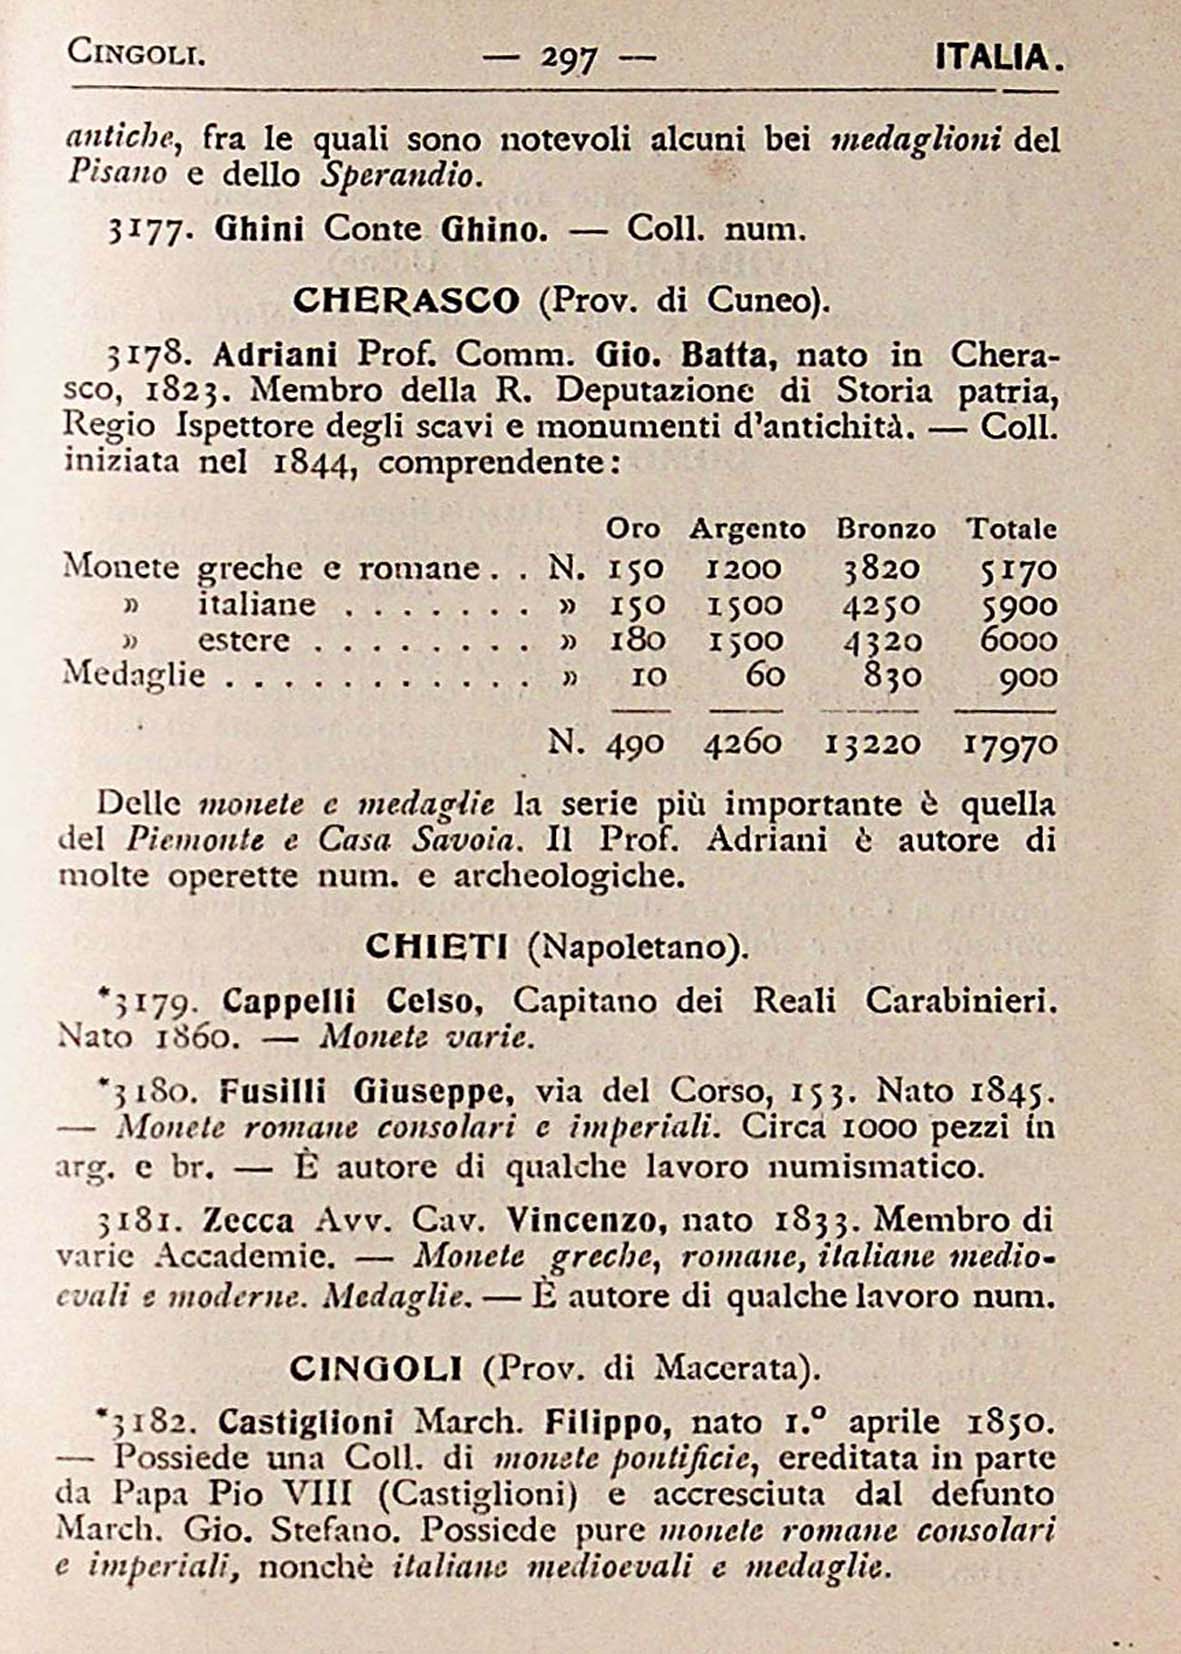 CINGOLI. — 297 — ITALIA.
antiche, fra le quali sono notevoli alcuni bei medaglioni del
Pisano e dello Sperandio.
3177. Ghini Conte Ghino. — Coll. num.
CHERASCO (Prov. di Cuneo).
3178. Adriani Prof. Comm. Gio. Batta, nato in Chera-
sco, 1823. Membro della R. Deputazione di Storia patria,
Regio Ispettore degli scavi e monumenti d'antichità. — Coll.
iniziata nel 1844, comprendente:
Oro Argento Bronzo Totale
Monete greche e romane . . N. 150 1200 3820 5170
» italiane . . . . . . . » 150 1500 4250 5900
» estere . . . . . . . . » 180 1500 4320 6000
Medaglie . . . . . . . . . . . » 10 60 830 900
N. 490 4260 13220 17970
Delle monete e medaglie la serie più importante è quella
del Piemonte e Casa Savoia. Il Prof. Adriani è autore di
molte operette num. e archeologiche.
CHIETI (Napoletano).
*3179. Cappelli Celso, Capitano dei Reali Carabinieri.
Nato 1860. — Monete varie.
*3180. Fusilli Giuseppe, via del Corso, 153. Nato 1845.
— Monete romane consolari e imperiali. Circa 1000 pezzi in
arg. e br. — È autore di qualche lavoro numismatico.
3181. Zecca Avv. Cav. Vincenzo, nato 1833. Membro di
varie Accademie. — Monete greche, romane, italiane medio-
evali e moderne. Medaglie. — È autore di qualche lavoro num.
CINGOLI (Prov. di Macerata).
*3182. Castiglioni March. Filippo, nato 1.° aprile 1850.
— Possiede una Coll. di monete pontificie, ereditata in parte
da Papa Pio VIII (Castiglioni) e accresciuta dal defunto
March. Gio. Stefano. Possiede pure monete romane consolari
e imperiali, nonchè italiane medioevali e medaglie.